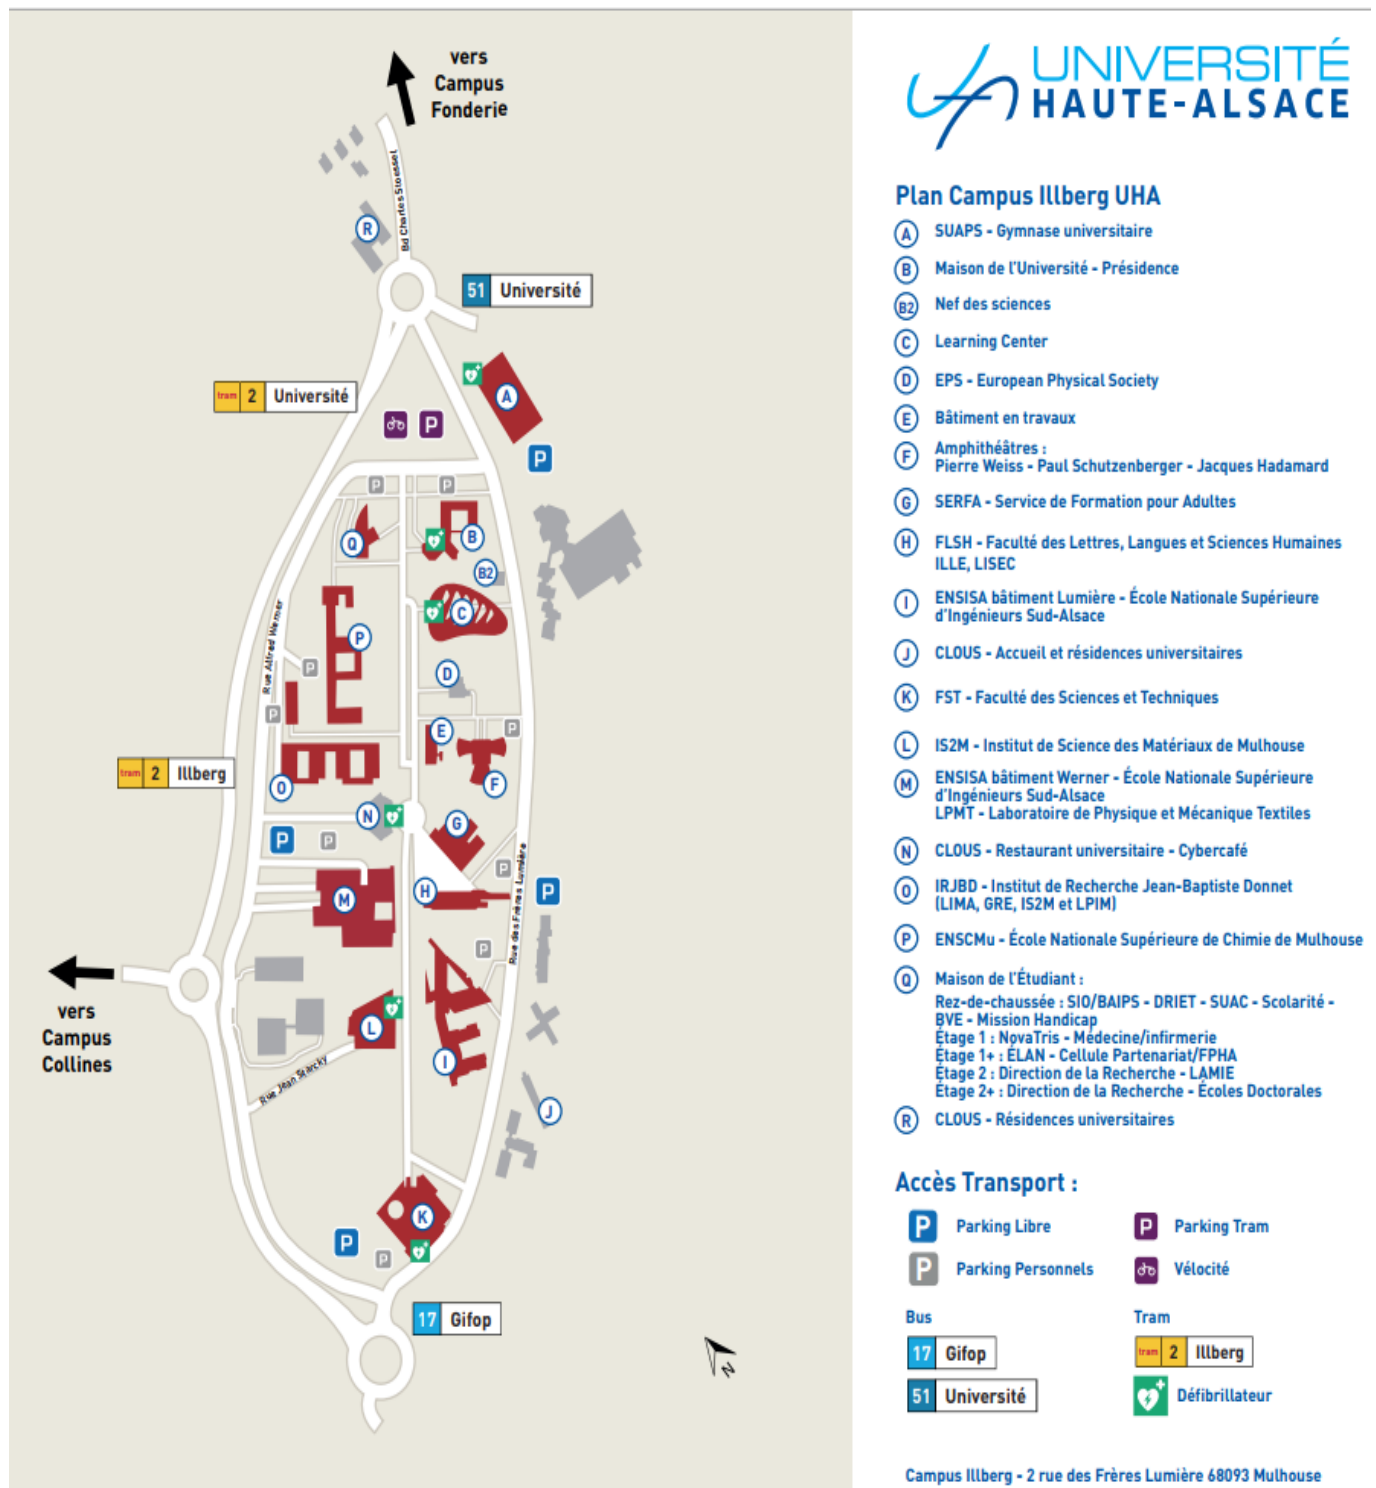 vers
Campus
Fonderie
Bd Charles Stoessel
R
51 Université
tram 2 Université
A
P
P
P
P
Q
B
B2
C
Rue Alfred Werner
P
P
D
P
E
P
tram 2 Illberg
O
F
N
G
P
P
P
M
H
P
Rue des Frères Lumière
P
vers
Campus
Collines
L
I
Rue Jean Starcky
J
K
P
P
17 Gifop
N
UNIVERSITÉ
HAUTE-ALSACE
Plan Campus Illberg UHA
A SUAPS - Gymnase universitaire
B Maison de l'Université - Présidence
B2 Nef des sciences
C Learning Center
D EPS - European Physical Society
E Bâtiment en travaux
F Amphithéâtres :
Pierre Weiss - Paul Schutzenberger - Jacques Hadamard
G SERFA - Service de Formation pour Adultes
H FLSH - Faculté des Lettres, Langues et Sciences Humaines
ILLE, LISEC
I ENSISA bâtiment Lumière - École Nationale Supérieure
d'Ingénieurs Sud-Alsace
J CLOUS - Accueil et résidences universitaires
K FST - Faculté des Sciences et Techniques
L IS2M - Institut de Science des Matériaux de Mulhouse
M ENSISA bâtiment Werner - École Nationale Supérieure
d'Ingénieurs Sud-Alsace
LPMT - Laboratoire de Physique et Mécanique Textiles
N CLOUS - Restaurant universitaire - Cybercafé
O IRJBD - Institut de Recherche Jean-Baptiste Donnet
(LIMA, GRE, IS2M et LPIM)
P ENSCMu - École Nationale Supérieure de Chimie de Mulhouse
Q Maison de l'Étudiant :
Rez-de-chaussée : SIO/BAIPS - DRIET - SUAC - Scolarité -
BVE - Mission Handicap
Étage 1 : NovaTris - Médecine/infirmerie
Étage 1+ : ÉLAN - Cellule Partenariat/FPHA
Étage 2 : Direction de la Recherche - LAMIE
Étage 2+ : Direction de la Recherche - Écoles Doctorales
R CLOUS - Résidences universitaires
Accès Transport :
P Parking Libre
P Parking Tram
P Parking Personnels
Vélocité
Bus
Tram
17 Gifop
tram 2 Illberg
51 Université
Défibrillateur
Campus Illberg - 2 rue des Frères Lumière 68093 Mulhouse